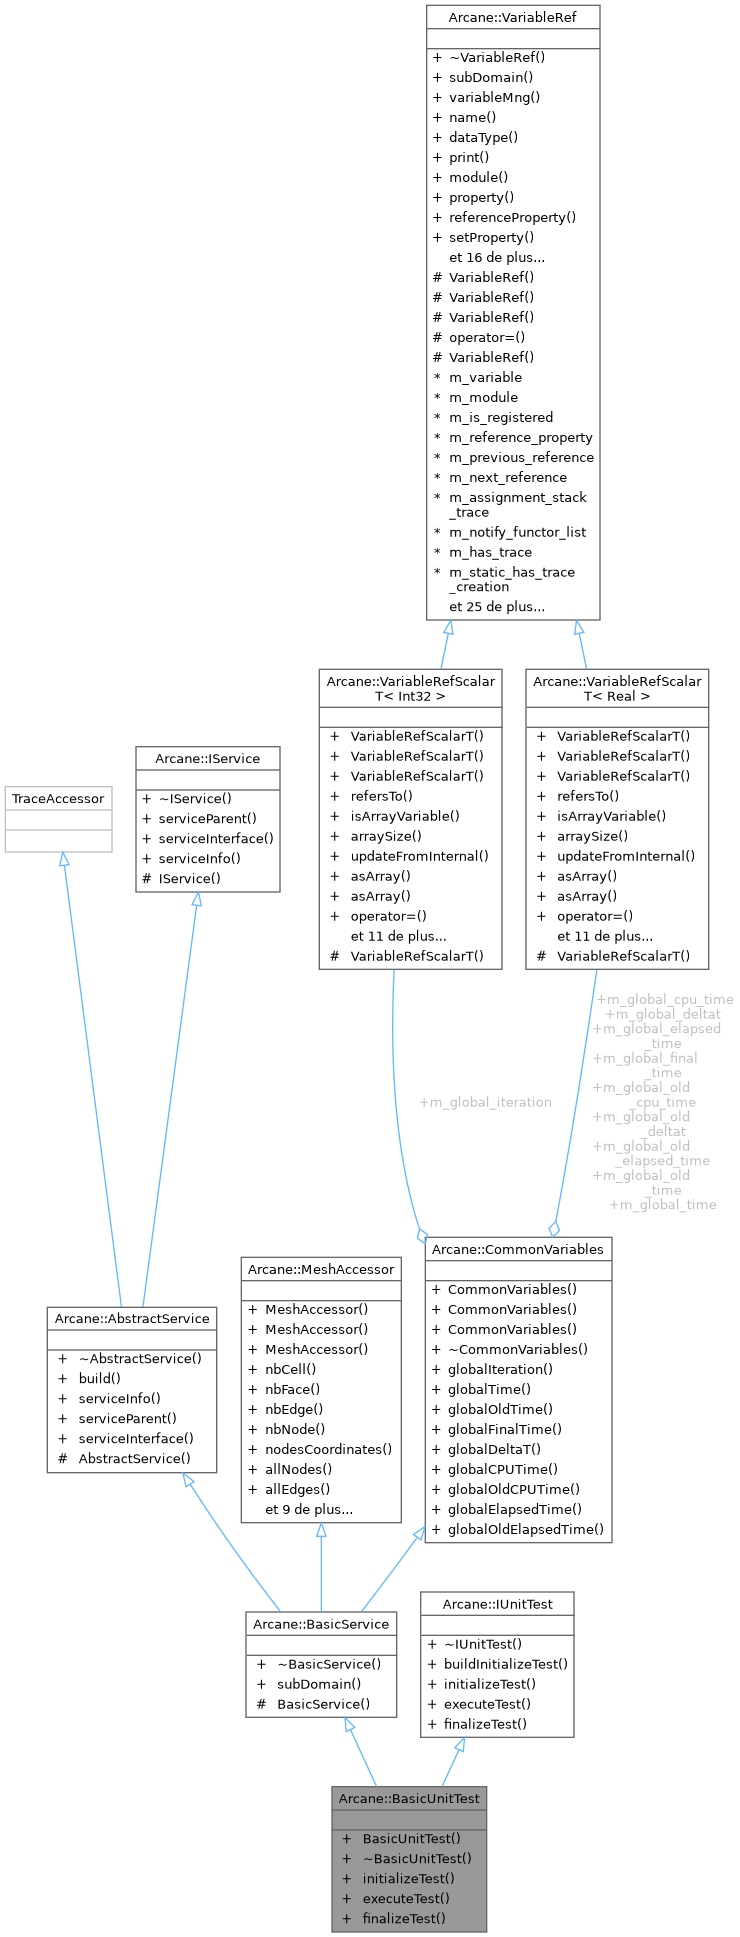 Arcane::VariableRef
+ ~VariableRef()
+ subDomain()
+ variableMng()
+ name()
+ dataType()
+ print()
+ module()
+ property()
+ referenceProperty()
+ setProperty()
et 16 de plus...
# VariableRef()
# VariableRef()
# VariableRef()
# operator=()
# VariableRef()
* m_variable
* m_module
* m_is_registered
* m_reference_property
* m_previous_reference
* m_next_reference
* m_assignment_stack
_trace
* m_notify_functor_list
* m_has_trace
* m_static_has_trace
_creation
et 25 de plus...
Arcane::VariableRefScalar
T< Int32 >
+ VariableRefScalarT()
+ VariableRefScalarT()
+ VariableRefScalarT()
+ refersTo()
+ isArrayVariable()
+ arraySize()
+ updateFromInternal()
+ asArray()
+ asArray()
+ operator=()
et 11 de plus...
# VariableRefScalarT()
Arcane::VariableRefScalar
T< Real >
+ VariableRefScalarT()
+ VariableRefScalarT()
+ VariableRefScalarT()
+ refersTo()
+ isArrayVariable()
+ arraySize()
+ updateFromInternal()
+ asArray()
+ asArray()
+ operator=()
et 11 de plus...
# VariableRefScalarT()
Arcane::IService
+ ~IService()
+ serviceParent()
+ serviceInterface()
+ serviceInfo()
# IService()
TraceAccessor
+m_global_iteration
+m_global_cpu_time
+m_global_deltat
+m_global_elapsed
_time
+m_global_final
_time
+m_global_old
_cpu_time
+m_global_old
_deltat
+m_global_old
_elapsed_time
+m_global_old
_time
+m_global_time
Arcane::CommonVariables
+ CommonVariables()
+ CommonVariables()
+ CommonVariables()
+ ~CommonVariables()
+ globalIteration()
+ globalTime()
+ globalOldTime()
+ globalFinalTime()
+ globalDeltaT()
+ globalCPUTime()
+ globalOldCPUTime()
+ globalElapsedTime()
+ globalOldElapsedTime()
Arcane::MeshAccessor
+ MeshAccessor()
+ MeshAccessor()
+ MeshAccessor()
+ nbCell()
+ nbFace()
+ nbEdge()
+ nbNode()
+ nodesCoordinates()
+ allNodes()
+ allEdges()
et 9 de plus...
Arcane::AbstractService
+ ~AbstractService()
+ build()
+ serviceInfo()
+ serviceParent()
+ serviceInterface()
# AbstractService()
Arcane::BasicService
+ ~BasicService()
+ subDomain()
# BasicService()
Arcane::IUnitTest
+ ~IUnitTest()
+ buildInitializeTest()
+ initializeTest()
+ executeTest()
+ finalizeTest()
Arcane::BasicUnitTest
+ BasicUnitTest()
+ ~BasicUnitTest()
+ initializeTest()
+ executeTest()
+ finalizeTest()